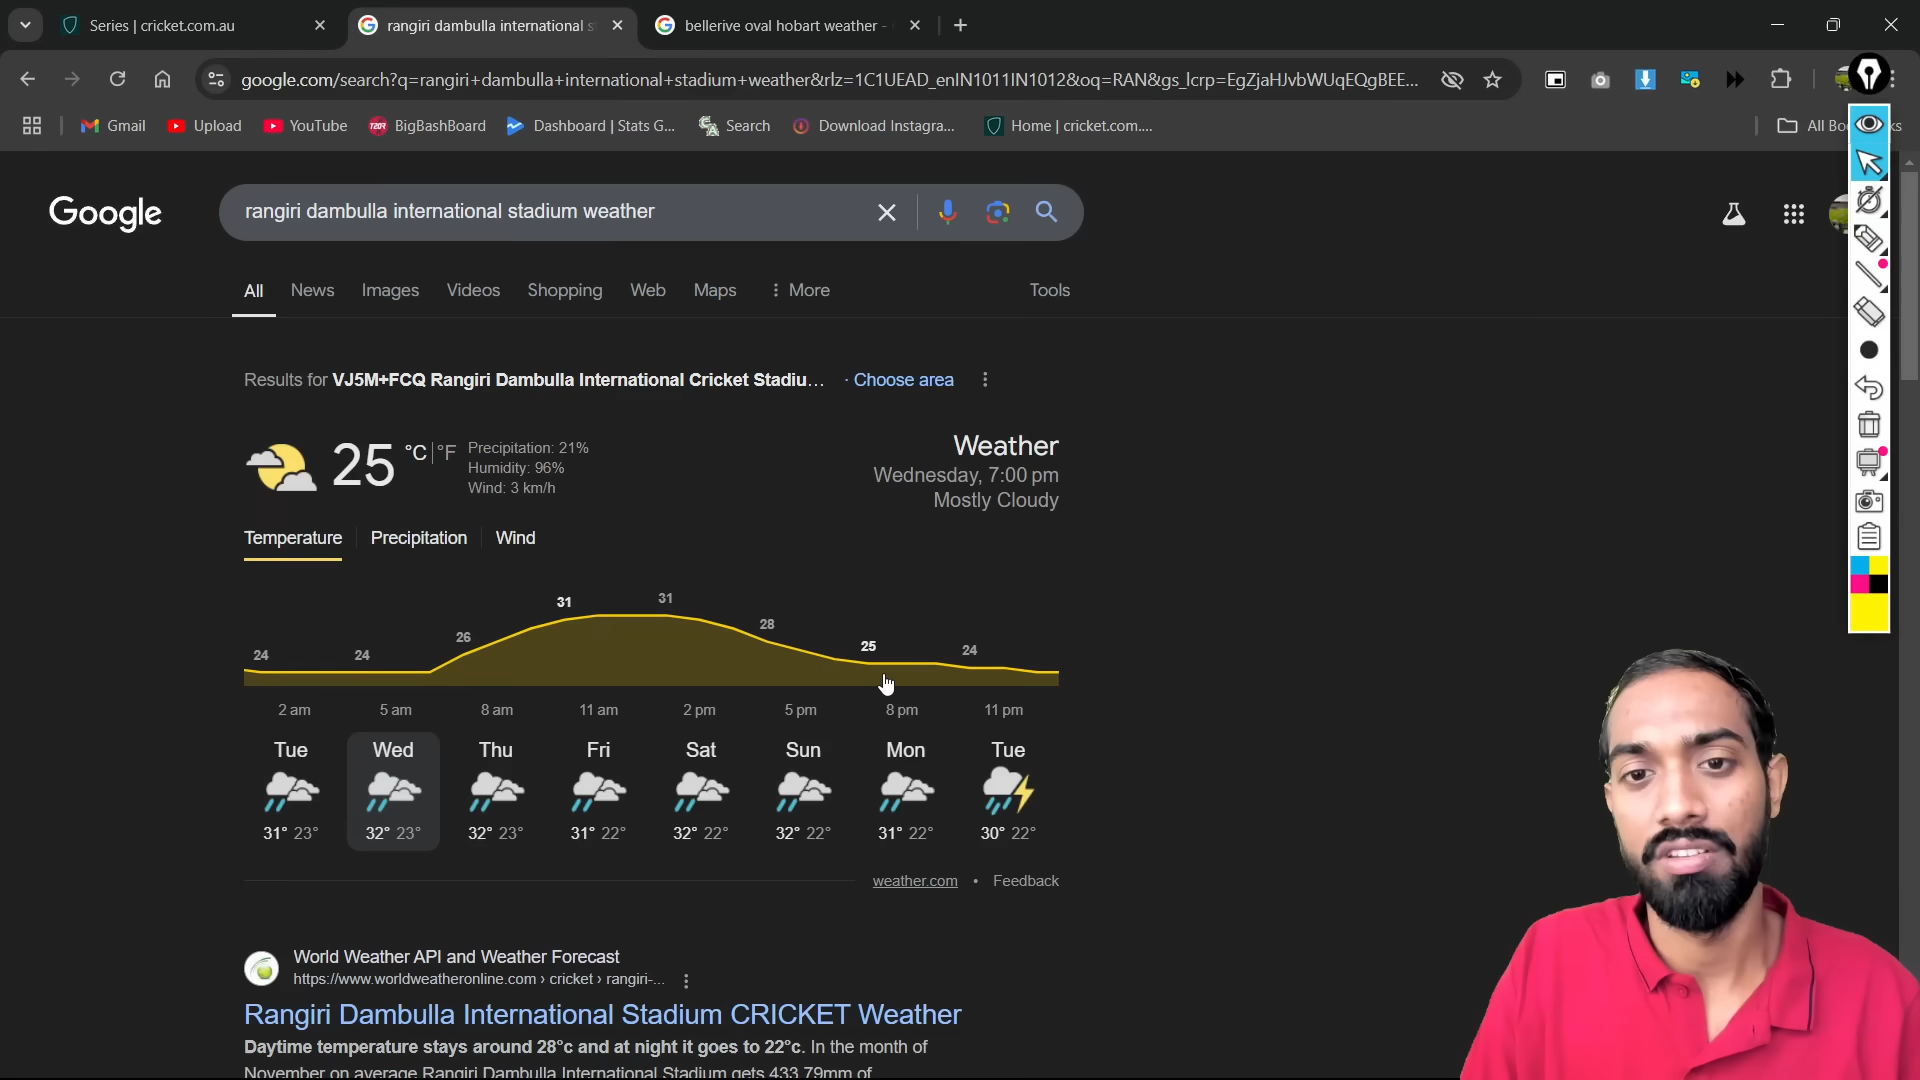 Series | cricket.com.au
rangiri dambulla international s
bellerive oval hobart weather -
google.com/search?q=rangiri+dambulla+international+stadium+weather&rlz=1C1UEAD_enIN1011IN1012&oq=RAN&gs_lcrp=EgZjaHJvbWUqEQgBEE...
Gmail
Upload
YouTube
BigBashBoard
Dashboard | Stats G...
Search
Download Instagra...
Home | cricket.com....
All Bo
ks
Google
rangiri dambulla international stadium weather
All News Images Videos Shopping Web Maps More Tools
Results for VJ5M+FCQ Rangiri Dambulla International Cricket Stadiu... · Choose area
25 °C | °F
Precipitation: 21%
Humidity: 96%
Wind: 3 km/h
Weather
Wednesday, 7:00 pm
Mostly Cloudy
Temperature Precipitation Wind
24 24 26 31 31 28 25 24
2 am 5 am 8 am 11 am 2 pm 5 pm 8 pm 11 pm
Tue Wed Thu Fri Sat Sun Mon Tue
31° 23° 32° 23° 32° 23° 31° 22° 32° 22° 32° 22° 31° 22° 30° 22°
weather.com • Feedback
World Weather API and Weather Forecast
https://www.worldweatheronline.com › cricket › rangiri-...
Rangiri Dambulla International Stadium CRICKET Weather
Daytime temperature stays around 28°c and at night it goes to 22°c. In the month of
November on average Rangiri Dambulla International Stadium gets 433.79mm of